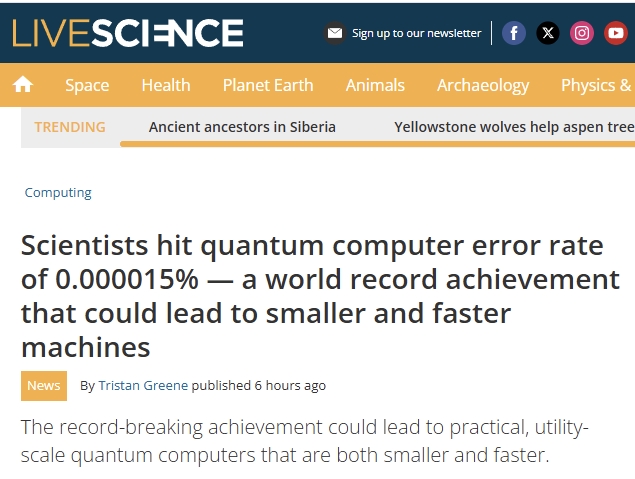 LIVESCIENCE
Sign up to our newsletter
Space Health Planet Earth Animals Archaeology Physics &
TRENDING Ancient ancestors in Siberia Yellowstone wolves help aspen tree
Computing
Scientists hit quantum computer error rate
of 0.000015% — a world record achievement
that could lead to smaller and faster
machines
News By Tristan Greene published 6 hours ago
The record-breaking achievement could lead to practical, utility-
scale quantum computers that are both smaller and faster.